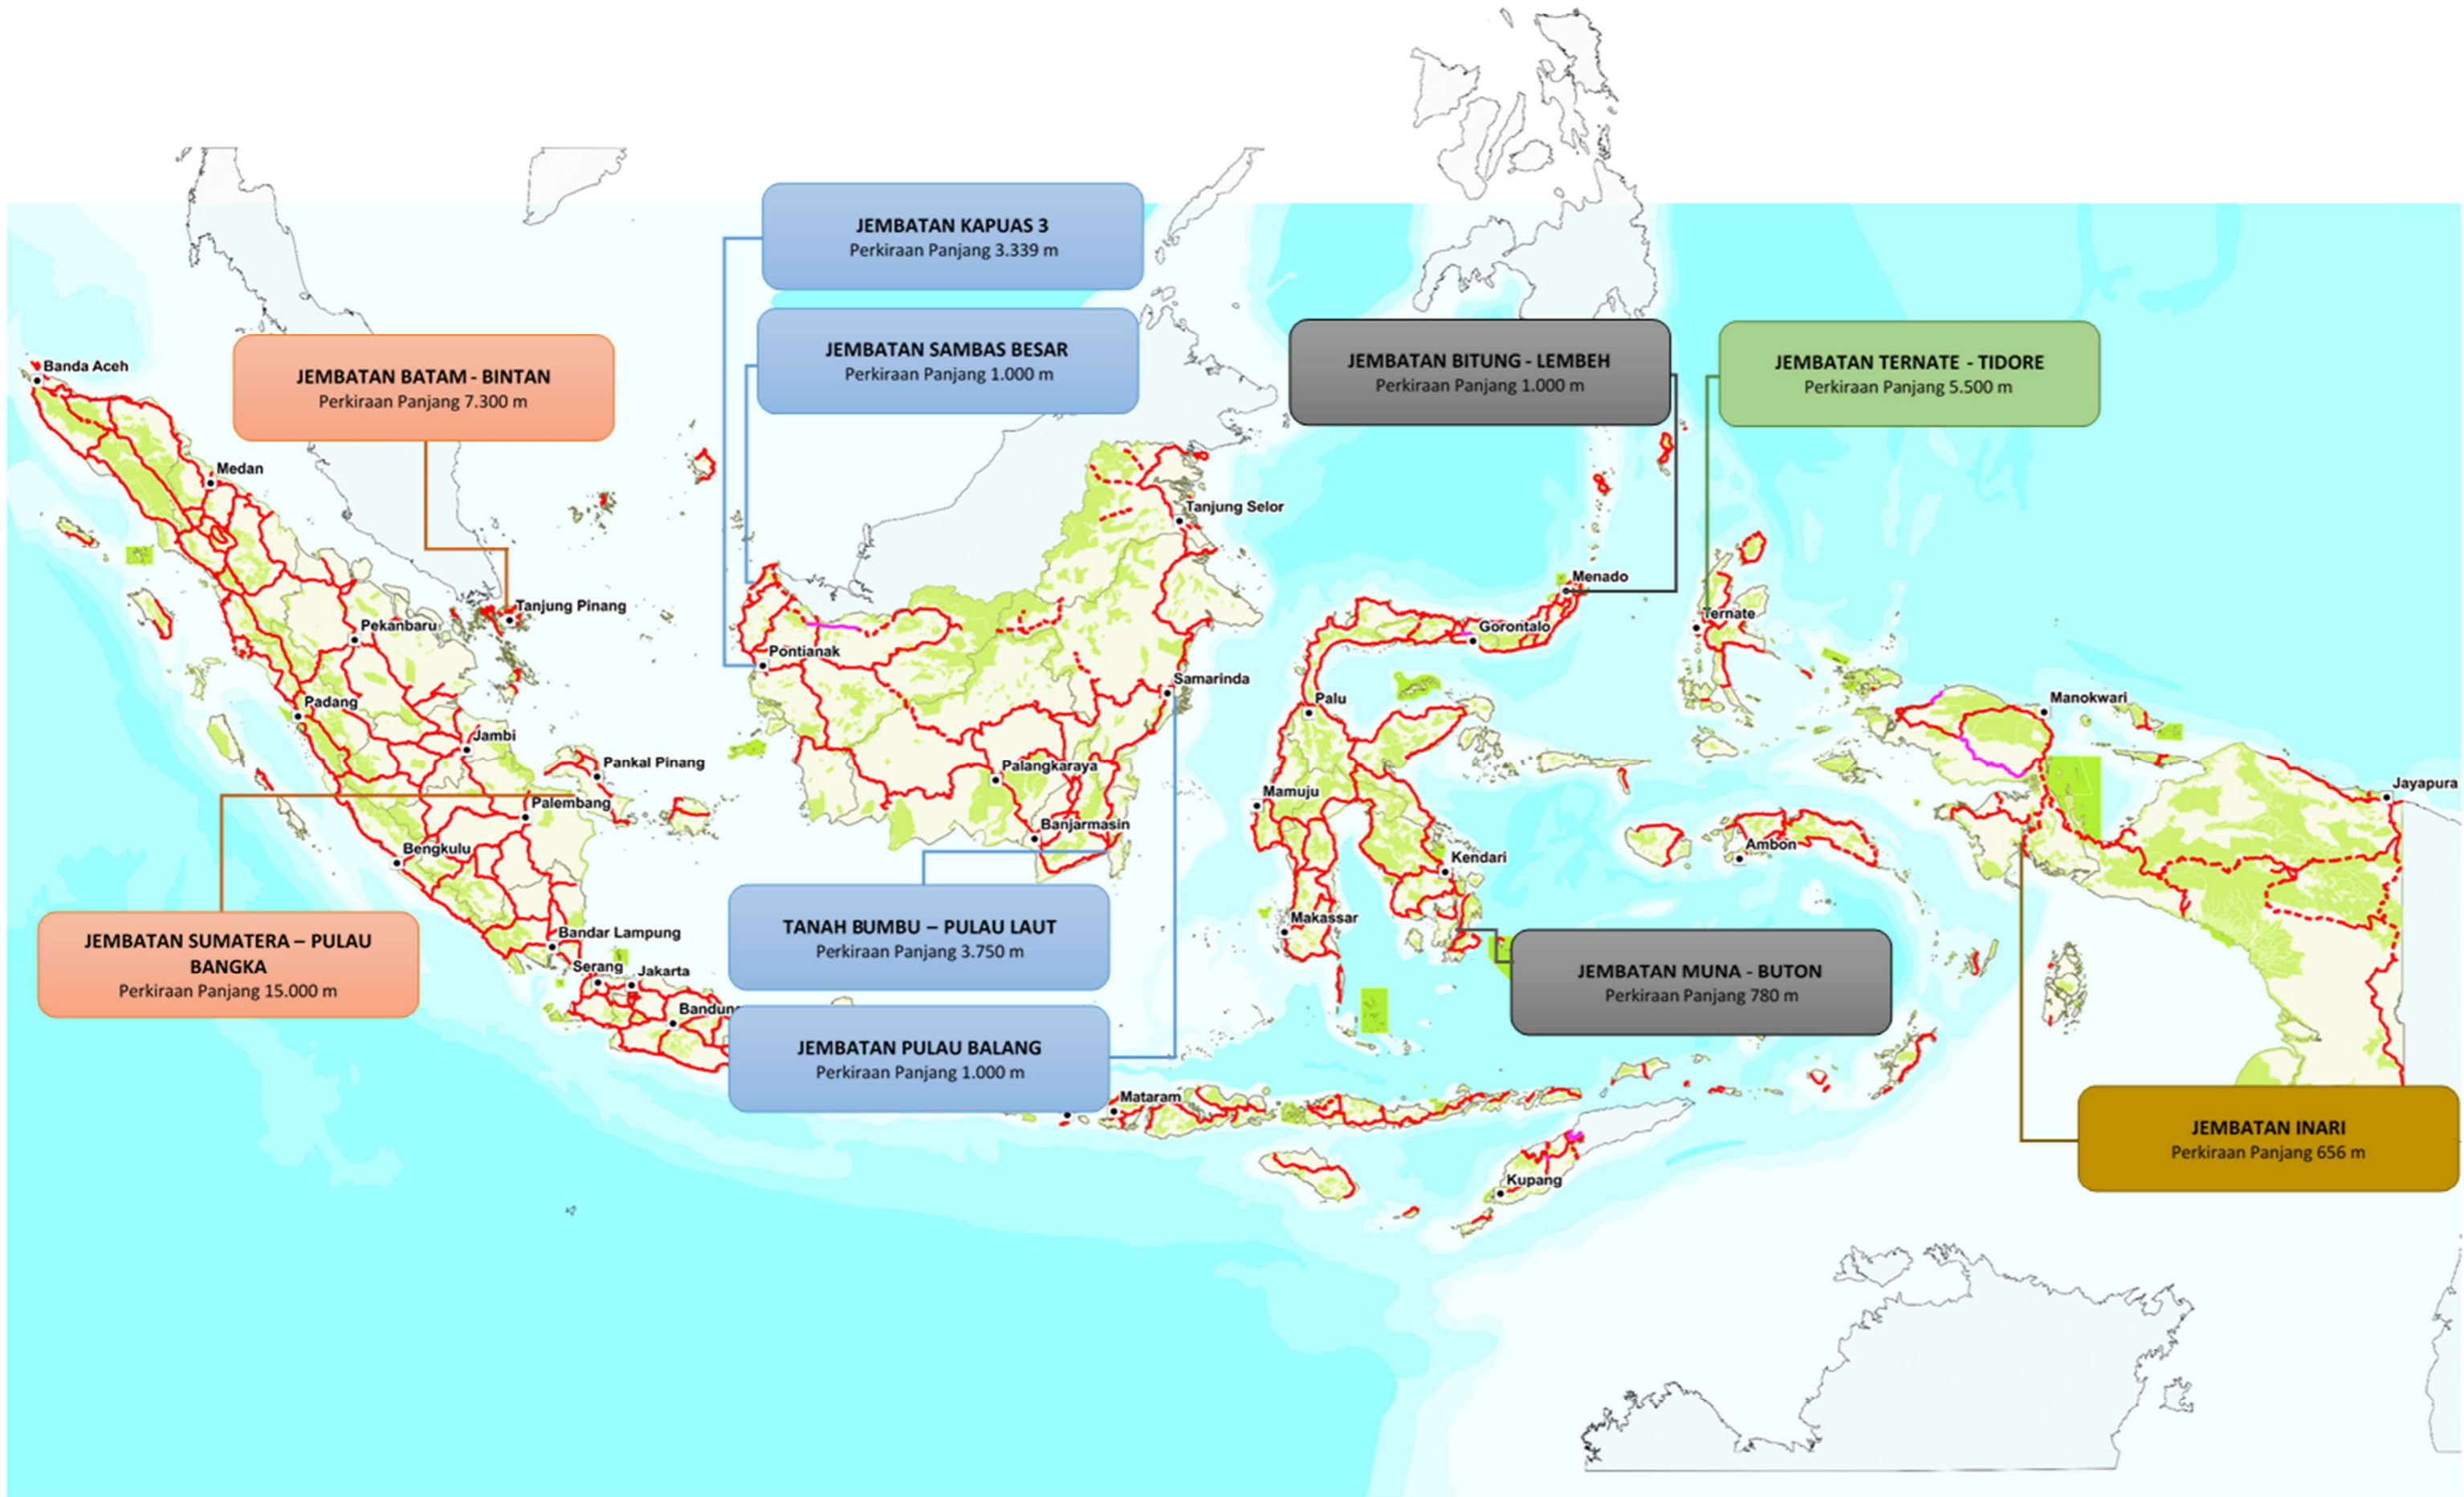 JEMBATAN KAPUAS 3
Perkiraan Panjang 3.339 m
JEMBATAN SAMBAS BESAR
Perkiraan Panjang 1.000 m
JEMBATAN BATAM - BINTAN
Perkiraan Panjang 7.300 m
JEMBATAN BITUNG - LEMBEH
Perkiraan Panjang 1.000 m
JEMBATAN TERNATE - TIDORE
Perkiraan Panjang 5.500 m
Banda Aceh
Medan
Tanjung Selor
Menado
Tanjung Pinang
Ternate
Pekanbaru
Gorontalo
Pontianak
Samarinda
Padang
Palu
Manokwari
Jambi
Pankal Pinang
Palangkaraya
Jayapura
Mamuju
Palembang
Banjarmasin
Ambon
Bengkulu
Kendari
Makassar
Bandar Lampung
Serang
Jakarta
Bandung
JEMBATAN SUMATERA – PULAU
BANGKA
Perkiraan Panjang 15.000 m
TANAH BUMBU – PULAU LAUT
Perkiraan Panjang 3.750 m
JEMBATAN MUNA - BUTON
Perkiraan Panjang 780 m
JEMBATAN PULAU BALANG
Perkiraan Panjang 1.000 m
Mataram
Kupang
JEMBATAN INARI
Perkiraan Panjang 656 m